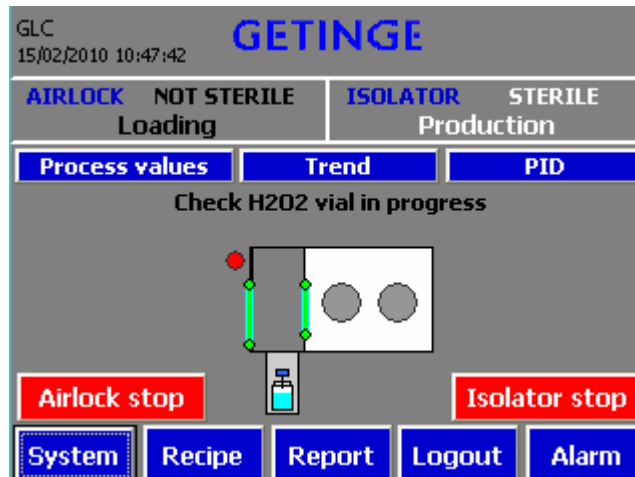 GLC
15/02/2010 10:47:42
GETINGE
AIRLOCK NOT STERILE
Loading
ISOLATOR STERILE
Production
Process values
Trend
PID
Check H2O2 vial in progress
Airlock stop
Isolator stop
System
Recipe
Report
Logout
Alarm